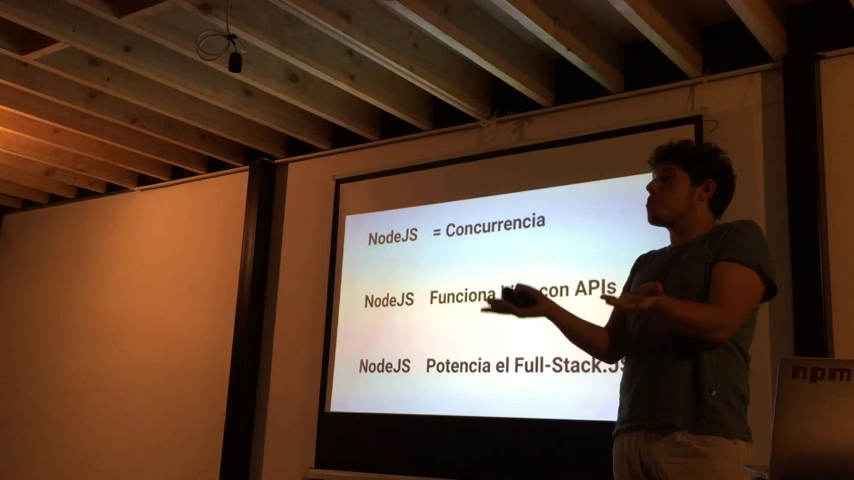 NodeJS = Concurrencia
NodeJS Funciona con APIs
NodeJS Potencia el Full-Stack.JS
npm